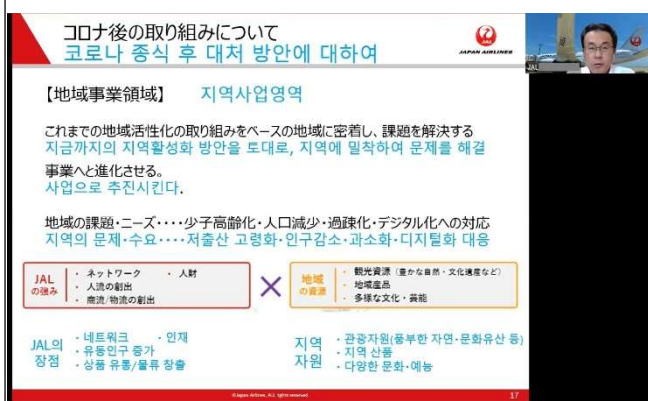 コロナ後の取り組みについて
코로나 종식 후 대처 방안에 대하여
JAPAN AIRLINES
JAL
【地域事業領域】 지역사업영역
これまでの地域活性化の取り組みをベースの地域に密着し、課題を解決する
지금까지의 지역활성화 방안을 토대로, 지역에 밀착하여 문제를 해결
事業へと進化させる。
사업으로 추진시킨다.
地域の課題・ニーズ・・・・少子高齢化・人口減少・過疎化・デジタル化への対応
지역의 문제·수요····저출산 고령화·인구감소·과소화·디지털화 대응
JAL
の強み
・ ネットワーク ・ 人財
・ 人流の創出
・ 商流/物流の創出
×
地域
の資源
・ 観光資源（豊かな自然・文化遺産など）
・ 地域産品
・ 多様な文化・芸能
JAL의
장점
· 네트워크 · 인재
· 유동인구 증가
· 상품 유통/물류 창출
지역
자원
· 관광자원(풍부한 자연·문화유산 등)
· 지역 산품
· 다양한 문화·예능
©Japan Airlines, ALL rights reserved.
17